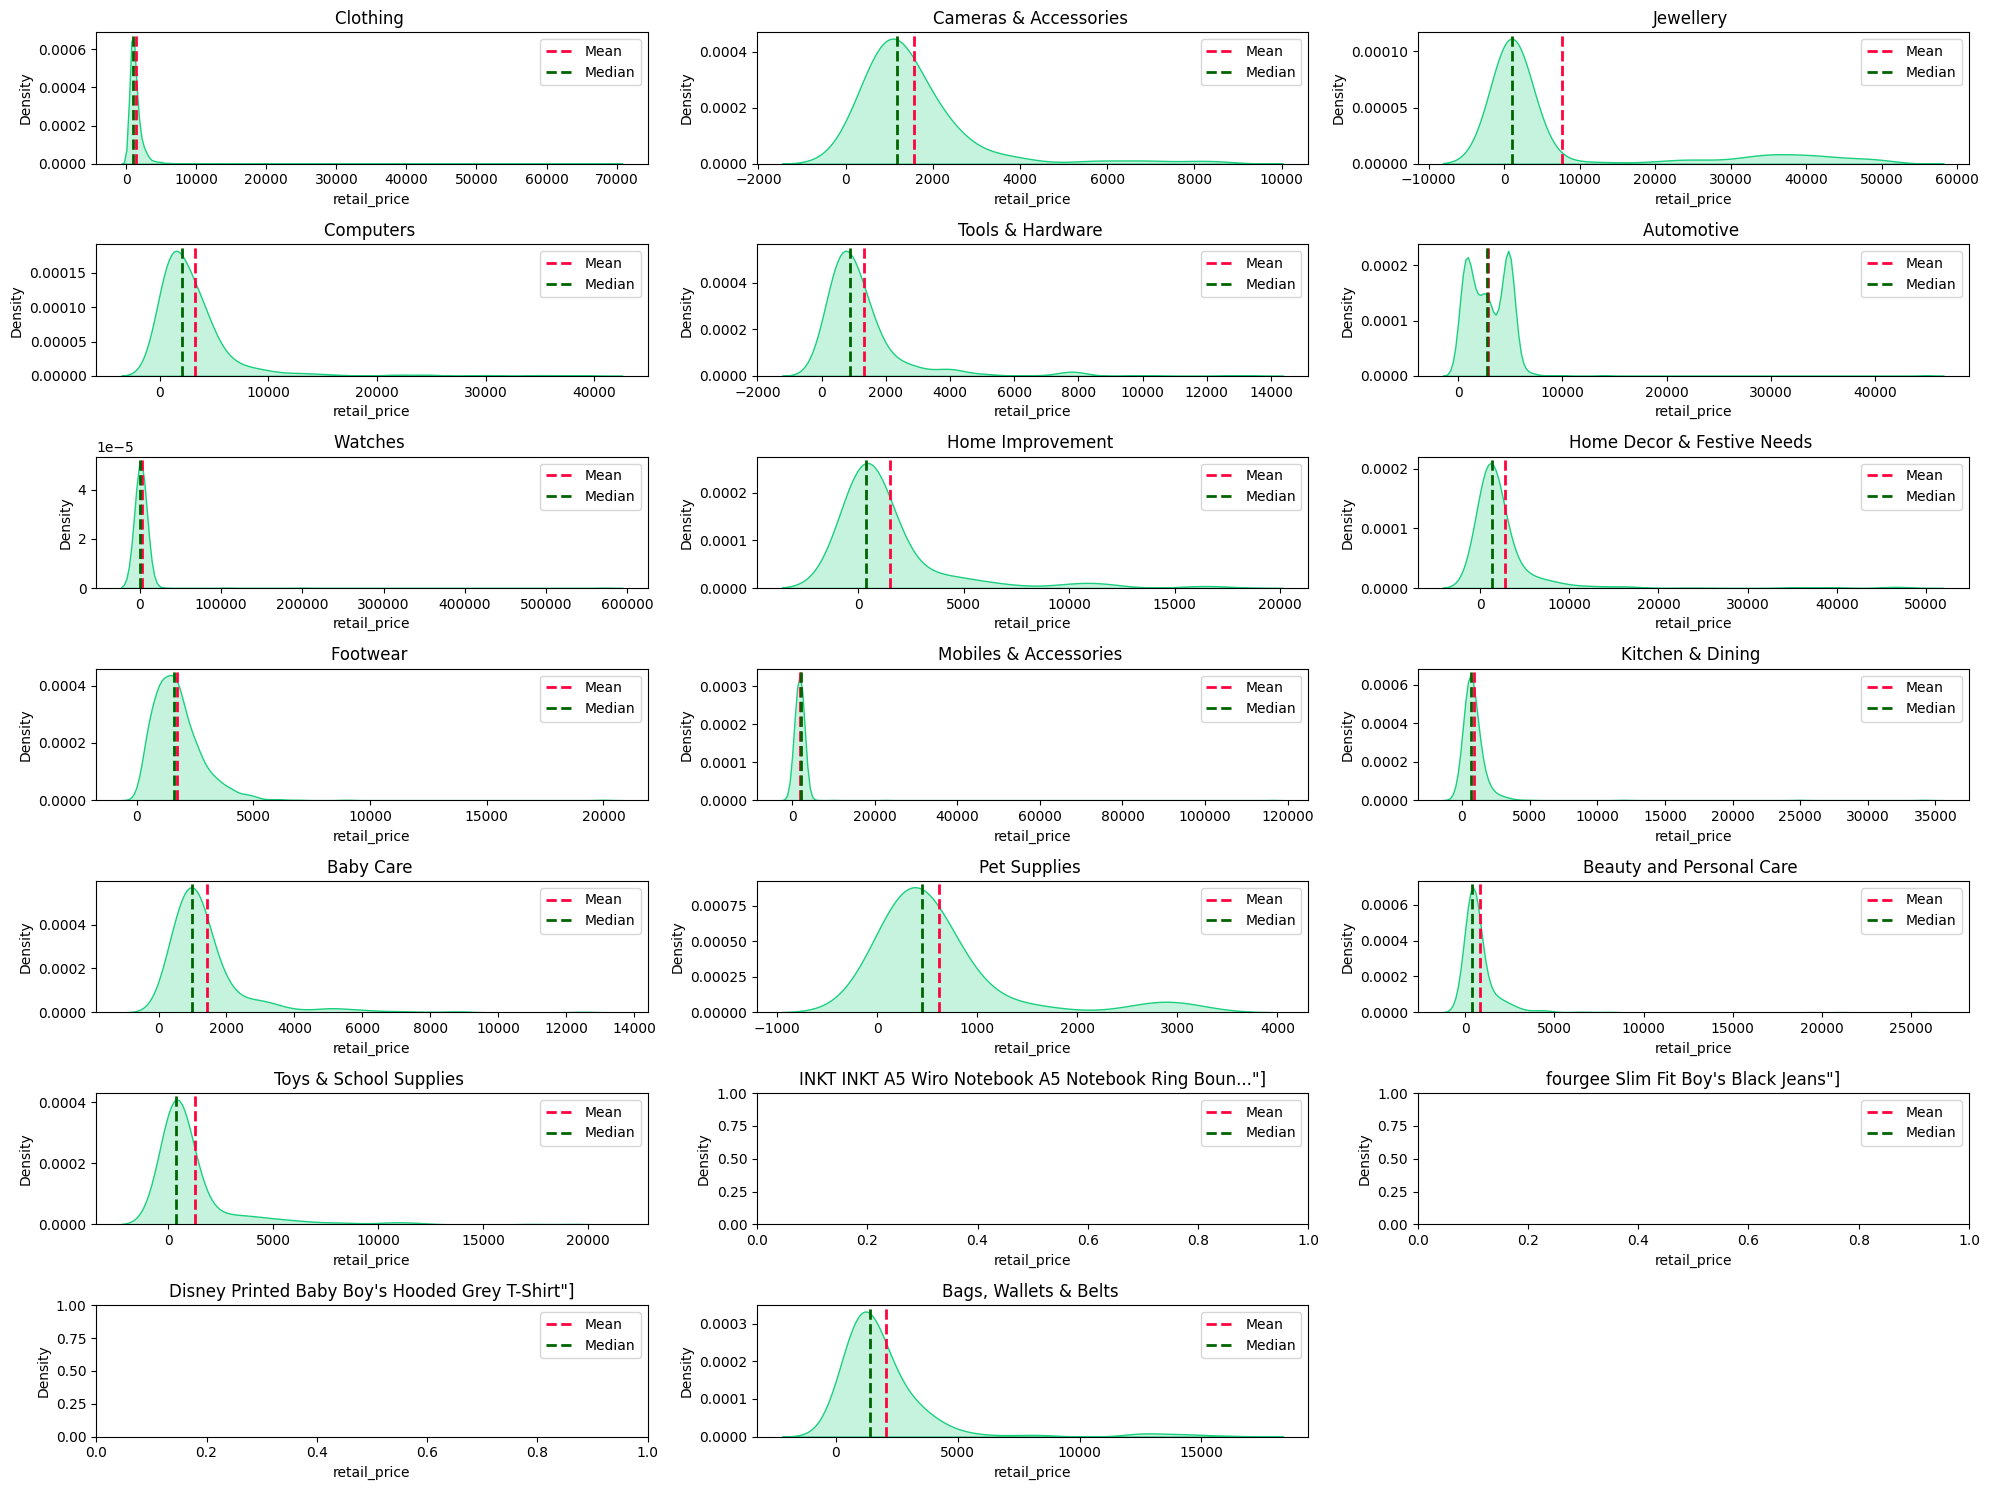 Clothing
0.0006
0.0004
0.0002
0.0000
Density
0 10000 20000 30000 40000 50000 60000 70000
retail_price
Mean
Median
Cameras & Accessories
0.0004
0.0002
0.0000
Density
−2000 0 2000 4000 6000 8000 10000
retail_price
Mean
Median
Jewellery
0.00010
0.00005
0.00000
Density
−10000 0 10000 20000 30000 40000 50000 60000
retail_price
Mean
Median
Computers
0.00015
0.00010
0.00005
0.00000
Density
0 10000 20000 30000 40000
retail_price
Mean
Median
Tools & Hardware
0.0004
0.0002
0.0000
Density
−2000 0 2000 4000 6000 8000 10000 12000 14000
retail_price
Mean
Median
Automotive
0.0002
0.0001
0.0000
Density
0 10000 20000 30000 40000
retail_price
Mean
Median
Watches
1e−5
4
2
0
Density
0 100000 200000 300000 400000 500000 600000
retail_price
Mean
Median
Home Improvement
0.0002
0.0001
0.0000
Density
0 5000 10000 15000 20000
retail_price
Mean
Median
Home Decor & Festive Needs
0.0002
0.0001
0.0000
Density
0 10000 20000 30000 40000 50000
retail_price
Mean
Median
Footwear
0.0004
0.0002
0.0000
Density
0 5000 10000 15000 20000
retail_price
Mean
Median
Mobiles & Accessories
0.0003
0.0002
0.0001
0.0000
Density
0 20000 40000 60000 80000 100000 120000
retail_price
Mean
Median
Kitchen & Dining
0.0006
0.0004
0.0002
0.0000
Density
0 5000 10000 15000 20000 25000 30000 35000
retail_price
Mean
Median
Baby Care
0.0004
0.0002
0.0000
Density
0 2000 4000 6000 8000 10000 12000 14000
retail_price
Mean
Median
Pet Supplies
0.00075
0.00050
0.00025
0.00000
Density
−1000 0 1000 2000 3000 4000
retail_price
Mean
Median
Beauty and Personal Care
0.0006
0.0004
0.0002
0.0000
Density
0 5000 10000 15000 20000 25000
retail_price
Mean
Median
Toys & School Supplies
0.0004
0.0002
0.0000
Density
0 5000 10000 15000 20000
retail_price
Mean
Median
INKT INKT A5 Wiro Notebook A5 Notebook Ring Boun..."]
1.00
0.75
0.50
0.25
0.00
Density
0.0 0.2 0.4 0.6 0.8 1.0
retail_price
Mean
Median
fourgee Slim Fit Boy's Black Jeans"]
1.00
0.75
0.50
0.25
0.00
Density
0.0 0.2 0.4 0.6 0.8 1.0
retail_price
Mean
Median
Disney Printed Baby Boy's Hooded Grey T-Shirt"]
1.00
0.75
0.50
0.25
0.00
Density
0.0 0.2 0.4 0.6 0.8 1.0
retail_price
Mean
Median
Bags, Wallets & Belts
0.0003
0.0002
0.0001
0.0000
Density
0 5000 10000 15000
retail_price
Mean
Median